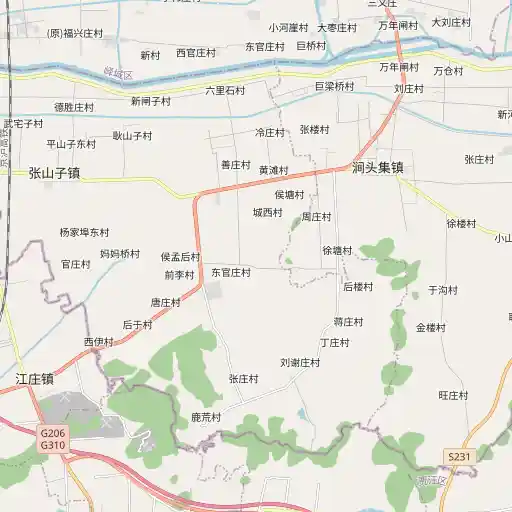 三义庄
小河崖村
大枣庄村
万年闸村
大刘庄村
(原)福兴庄村
新村
西官庄村
东官庄村
巨桥村
峄城区
万年闸村
万仓村
六里石村
巨梁桥村
刘庄村
德胜庄村
新闸子村
武宅子村
耿山子村
冷庄村
张楼村
平山子东村
张庄村
善庄村
黄滩村
涧头集镇
张山子镇
侯塘村
城西村
周庄村
徐楼村
杨家埠东村
妈妈桥村
侯孟后村
徐塘村
官庄村
前李村
东官庄村
后楼村
于沟村
唐庄村
后于村
蒋庄村
金楼村
西伊村
丁庄村
刘谢庄村
江庄镇
张庄村
旺庄村
鹿荒村
G206
G310
S231